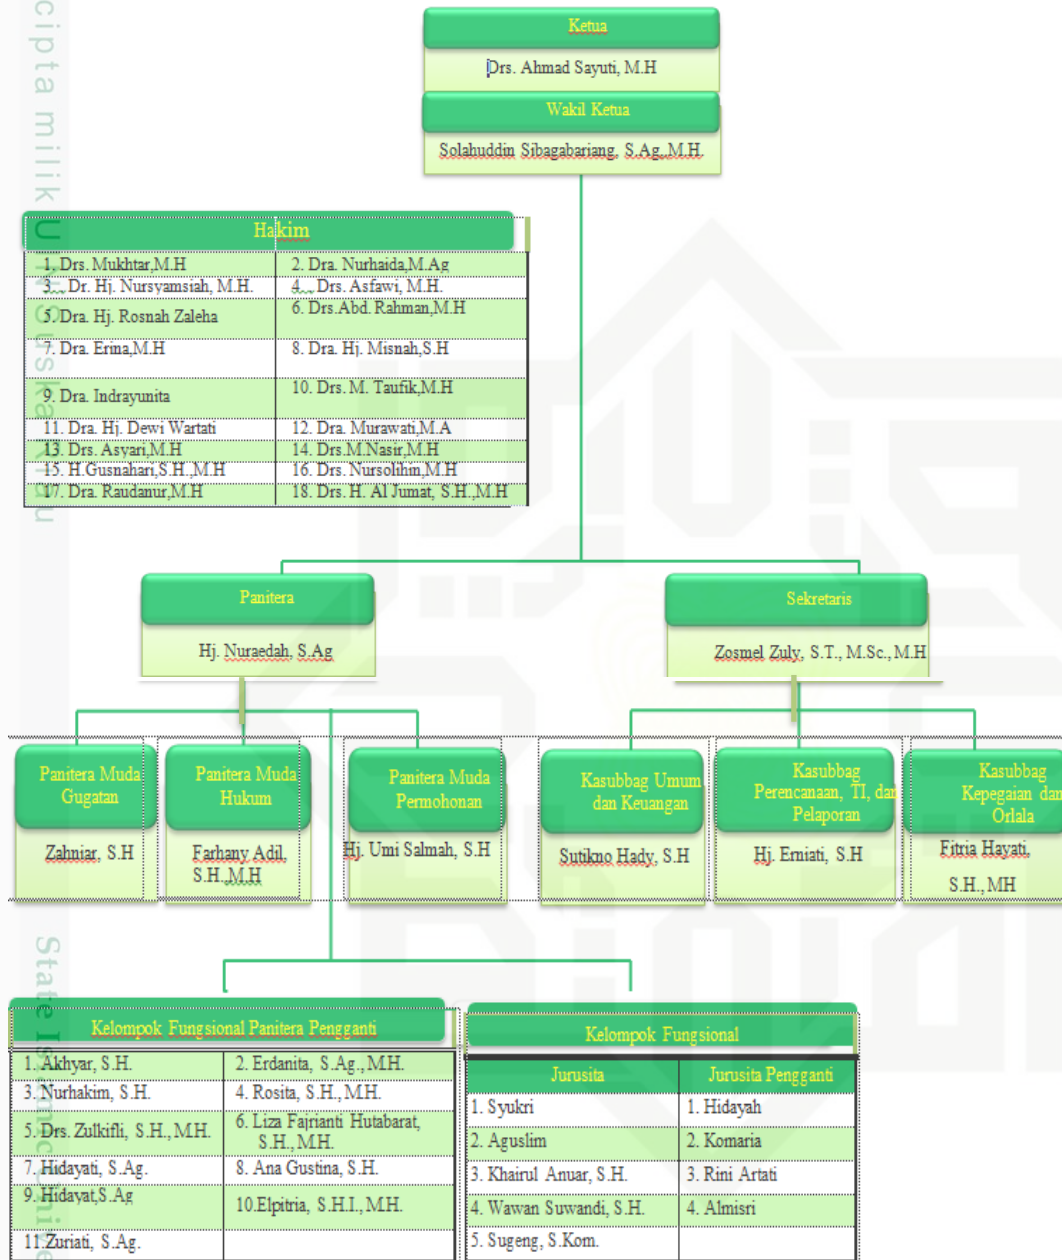 Ketua
Drs. Ahmad Sayuti, M.H
Wakil Ketua
Solahuddin Sibagabariang, S.Ag.,M.H.
Hakim
1. Drs. Mukhtar,M.H
2. Dra. Nurhaida,M.Ag
3. Dr. Hj. Nursyamsiah, M.H.
4. Drs. Asfawi, M.H.
5.Dra. Hj. Rosnah Zaleha
6. Drs.Abd. Rahman,M.H
7. Dra. Erina,M.H
8. Dra. Hj. Misnah,S.H
9. Dra. Indrayunita
10. Drs. M. Taufik,M.H
11. Dra. Hj. Dewi Wartati
12. Dra. Murawati,M.A
13. Drs. Asyari,M.H
14. Drs.M.Nasir,M.H
15. H.Gusnahari,S.H.,M.H
16. Drs. Nursolihin,M.H
17. Dra. Raudanur,M.H
18. Drs. H. Al Jumat, S.H.,M.H
Panitera
Hj. Nuraedah, S.Ag
Sekretaris
Zosmel Zuly, S.T., M.Sc., M.H
Panitera Muda
Gugatan
Zahniar, S.H
Panitera Muda
Hukum
Farhany Adil,
S.H.,M.H
Panitera Muda
Permohonan
Hj. Umi Salmah, S.H
Kasubbag Umum
dan Keuangan
Sutikno Hady, S.H
Kasubbag
Perencanaan, TI, dan
Pelaporan
Hj. Erniati, S.H
Kasubbag
Kepegaian dan
Orlala
Fitria Hayati,
S.H., MH
Kelompok Fungsional Panitera Pengganti
1. Akhyar, S.H.
2. Erdanita, S.Ag., M.H.
3. Nurhakim, S.H.
4. Rosita, S.H., M.H.
5. Drs. Zulkifli, S.H., M.H.
6. Liza Fajrianti Hutabarat,
S.H., M.H.
7. Hidayati, S.Ag.
8. Ana Gustina, S.H.
9. Hidayat,S.Ag
10.Elpitria, S.H.I., M.H.
11.Zuriati, S.Ag.
Kelompok Fungsional
Jurusita
Jurusita Pengganti
1. Syukri
1. Hidayah
2. Aguslim
2. Komaria
3. Khairul Anuar, S.H.
3. Rini Artati
4. Wawan Suwandi, S.H.
4. Almisri
5. Sugeng, S.Kom.
cipta milik UIN Suska Riau
State Islamic